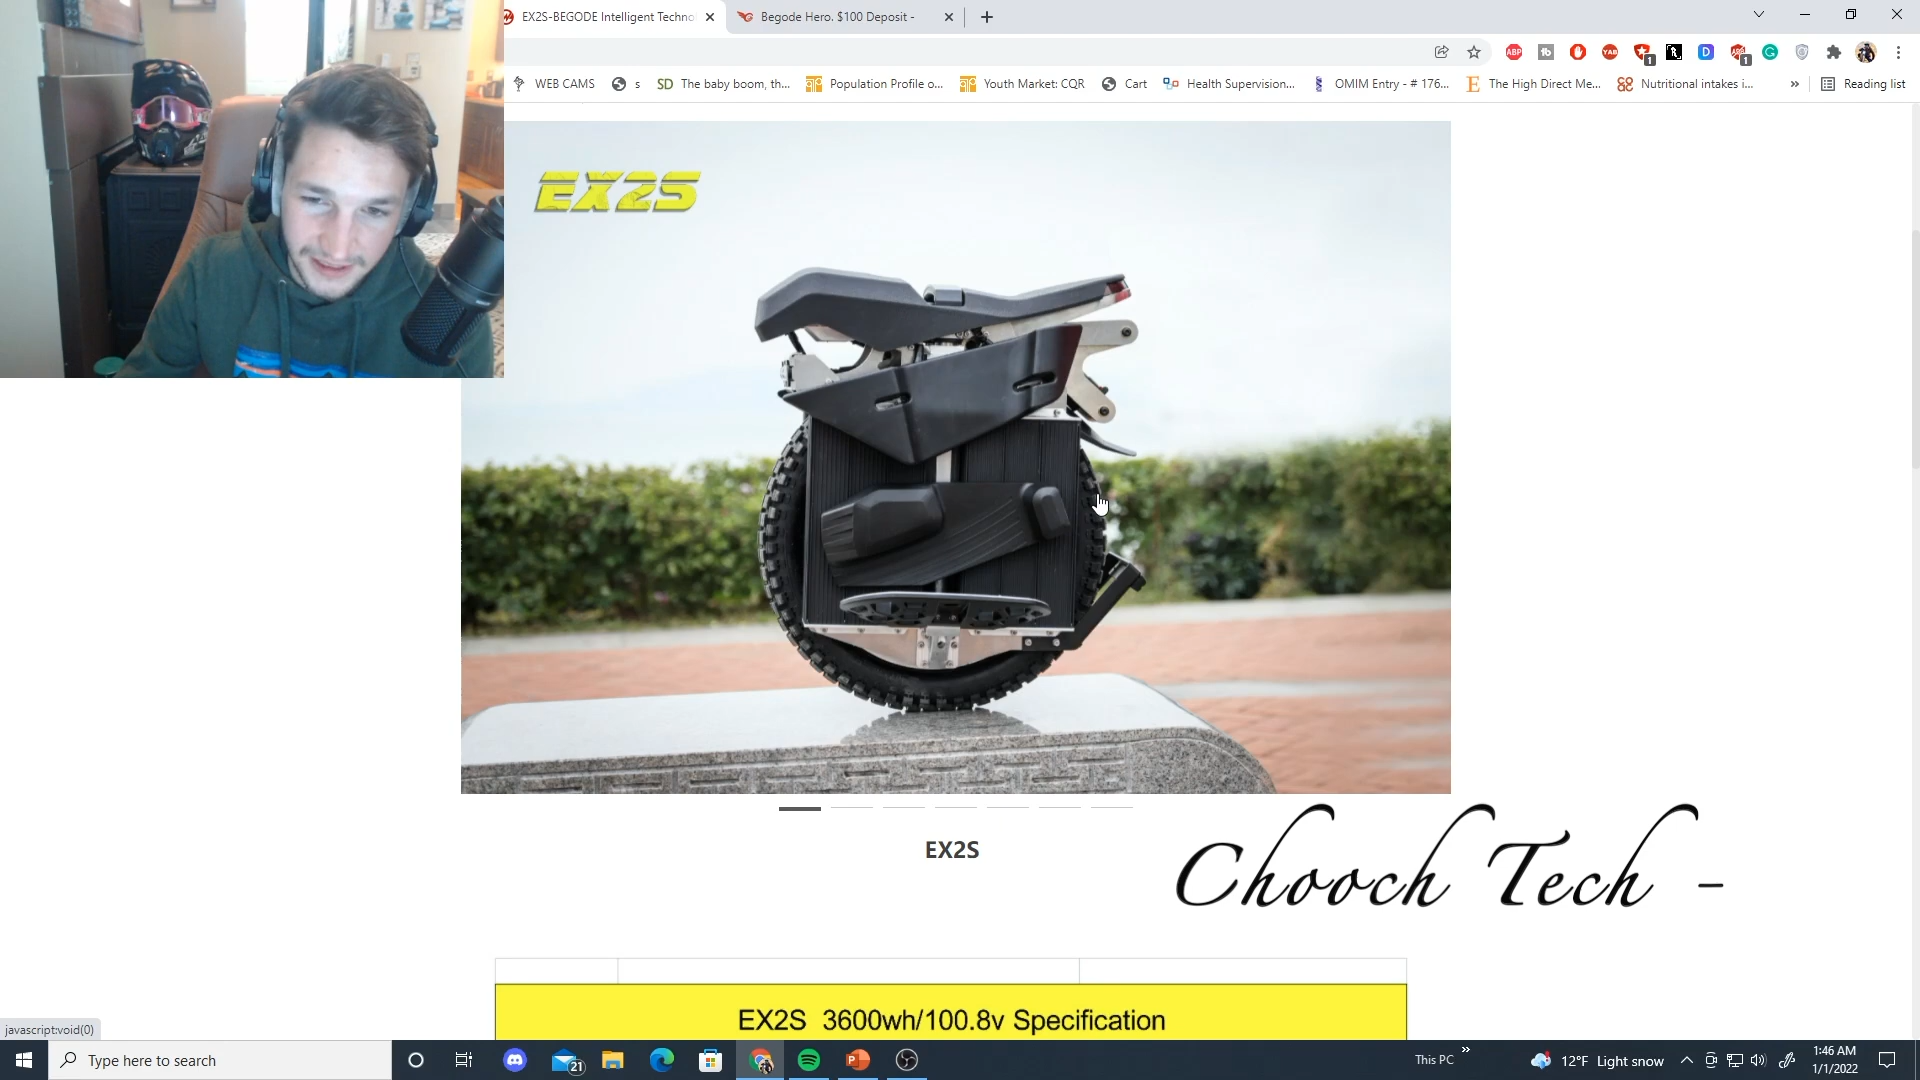 EX2S-BEGODE Intelligent Techno
Begode Hero. $100 Deposit -
WEB CAMS
s
SD
The baby boom, th...
Population Profile o...
Youth Market: CQR
Cart
Health Supervision...
OMIM Entry - # 176...
E
The High Direct Me...
Nutritional intakes i...
»
Reading list
EX2S
EX2S
Chooch Tech -
EX2S 3600wh/100.8v Specification
javascript:void(0)
Type here to search
21
This PC
12°F Light snow
1:46 AM
1/1/2022